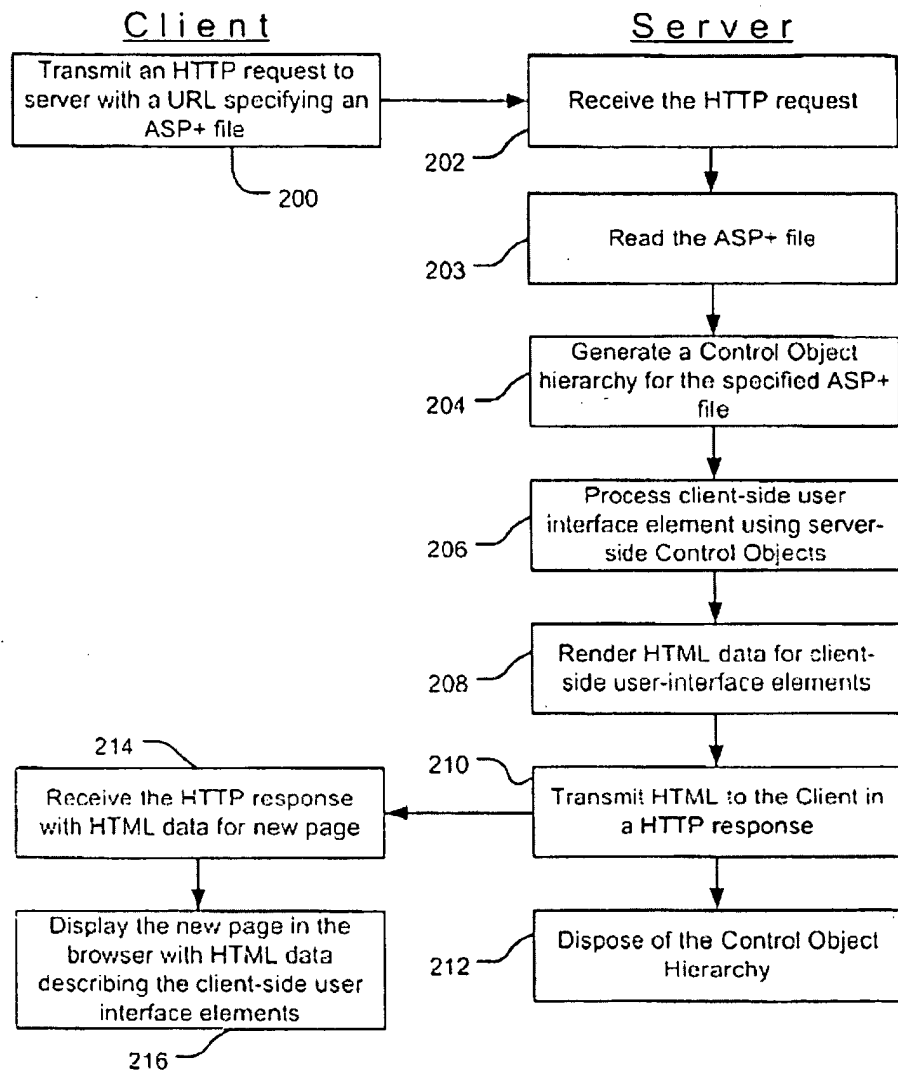 Client
Server
Transmit an HTTP request to
server with a URL specifying an
ASP+ file
200
Receive the HTTP request
202
Read the ASP+ file
203
Generate a Control Object
hierarchy for the specified ASP+
file
204
Process client-side user
interface element using server-
side Control Objects
206
Render HTML data for client-
side user-interface elements
208
210
Transmit HTML to the Client in
a HTTP response
214
Receive the HTTP response
with HTML data for new page
Display the new page in the
browser with HTML data
describing the client-side user
interface elements
216
Dispose of the Control Object
Hierarchy
212